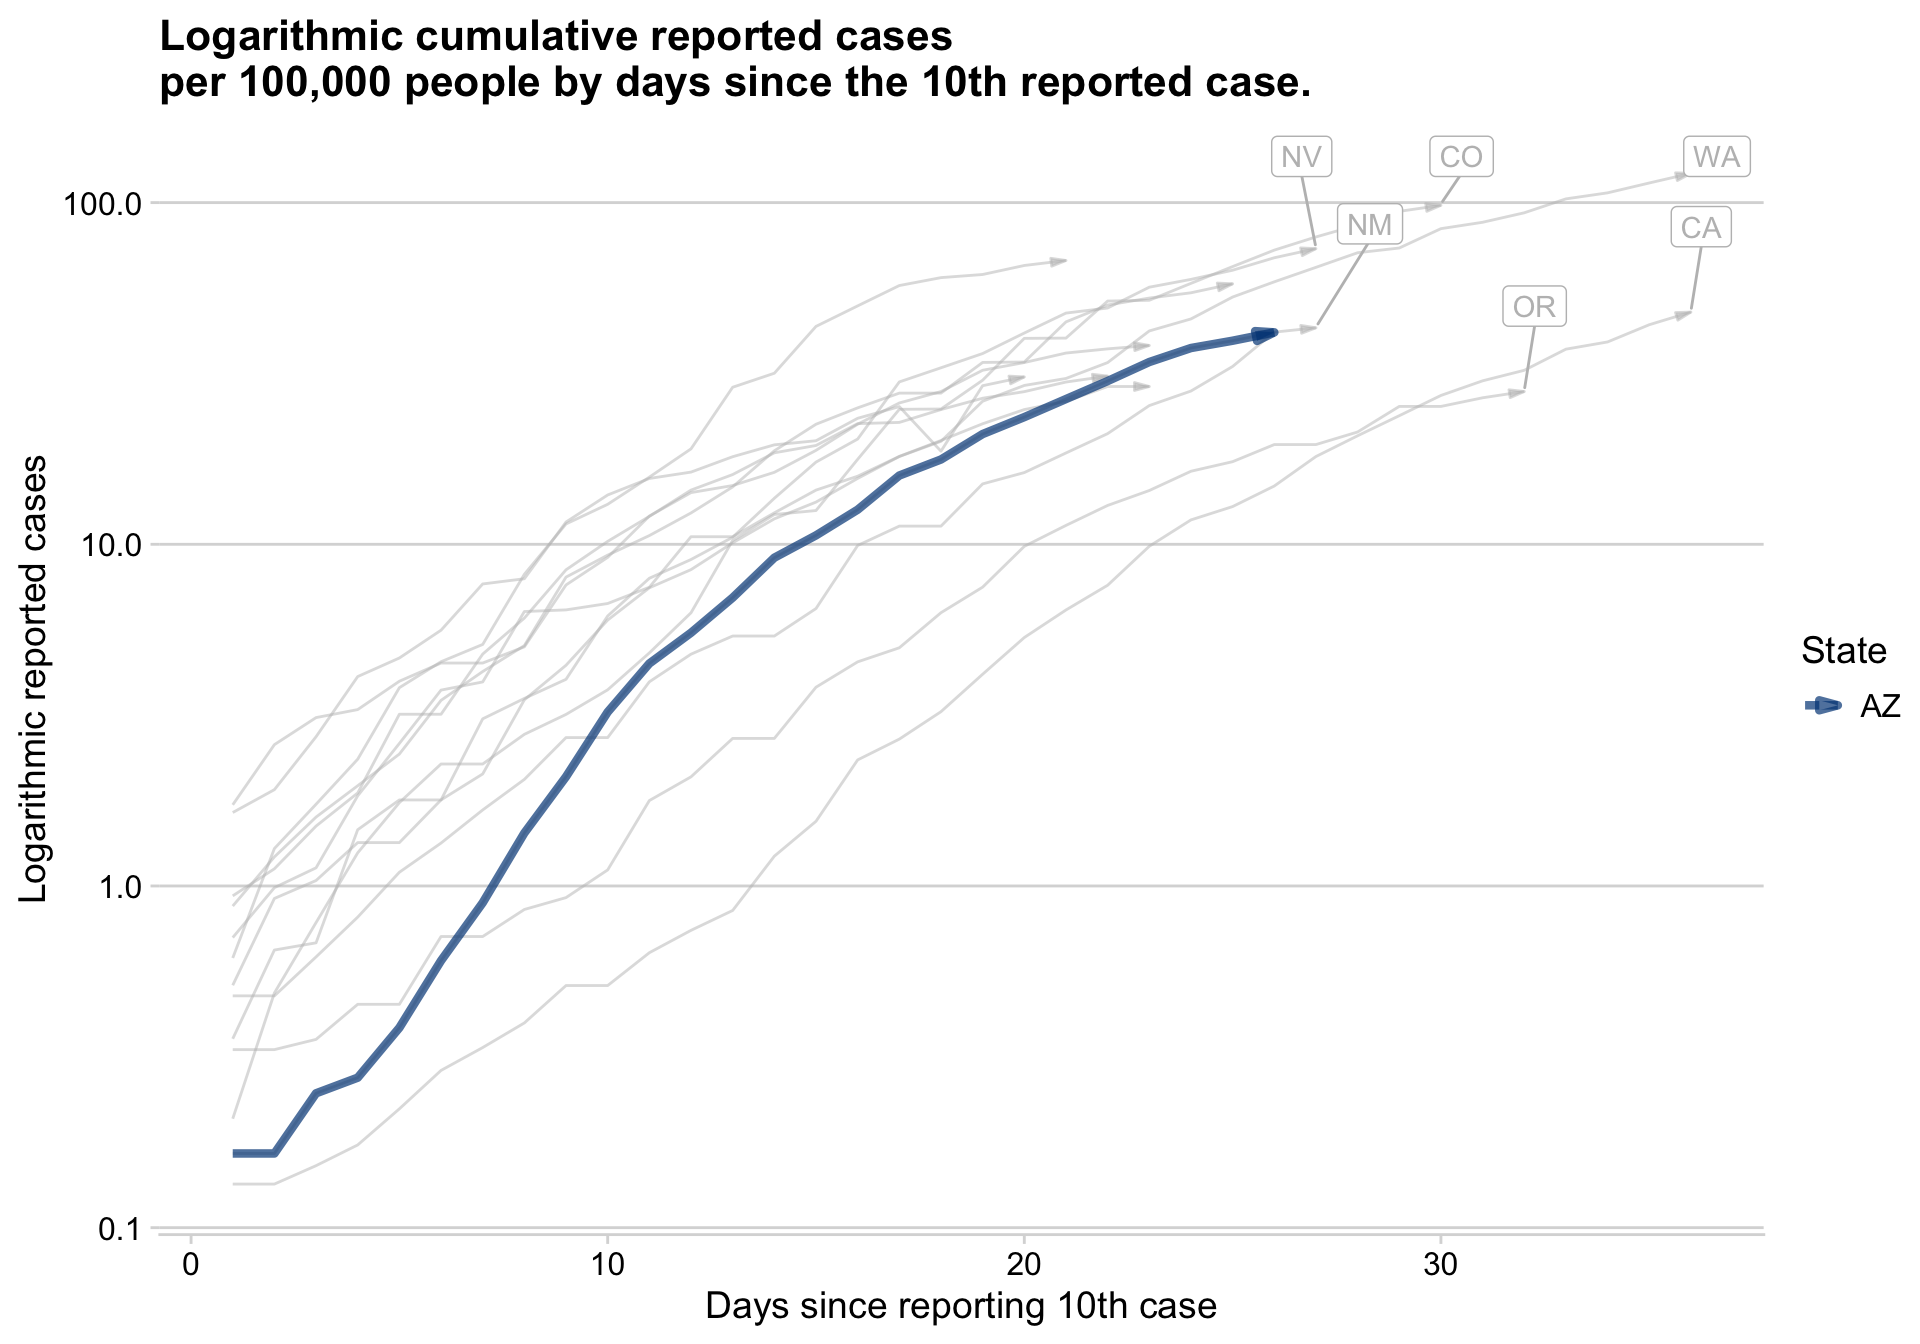 Logarithmic cumulative reported cases
per 100,000 people by days since the 10th reported case.
NV
CO
WA
NM
CA
OR
100.0
10.0
1.0
0.1
Logarithmic reported cases
0
10
20
30
Days since reporting 10th case
State
AZ